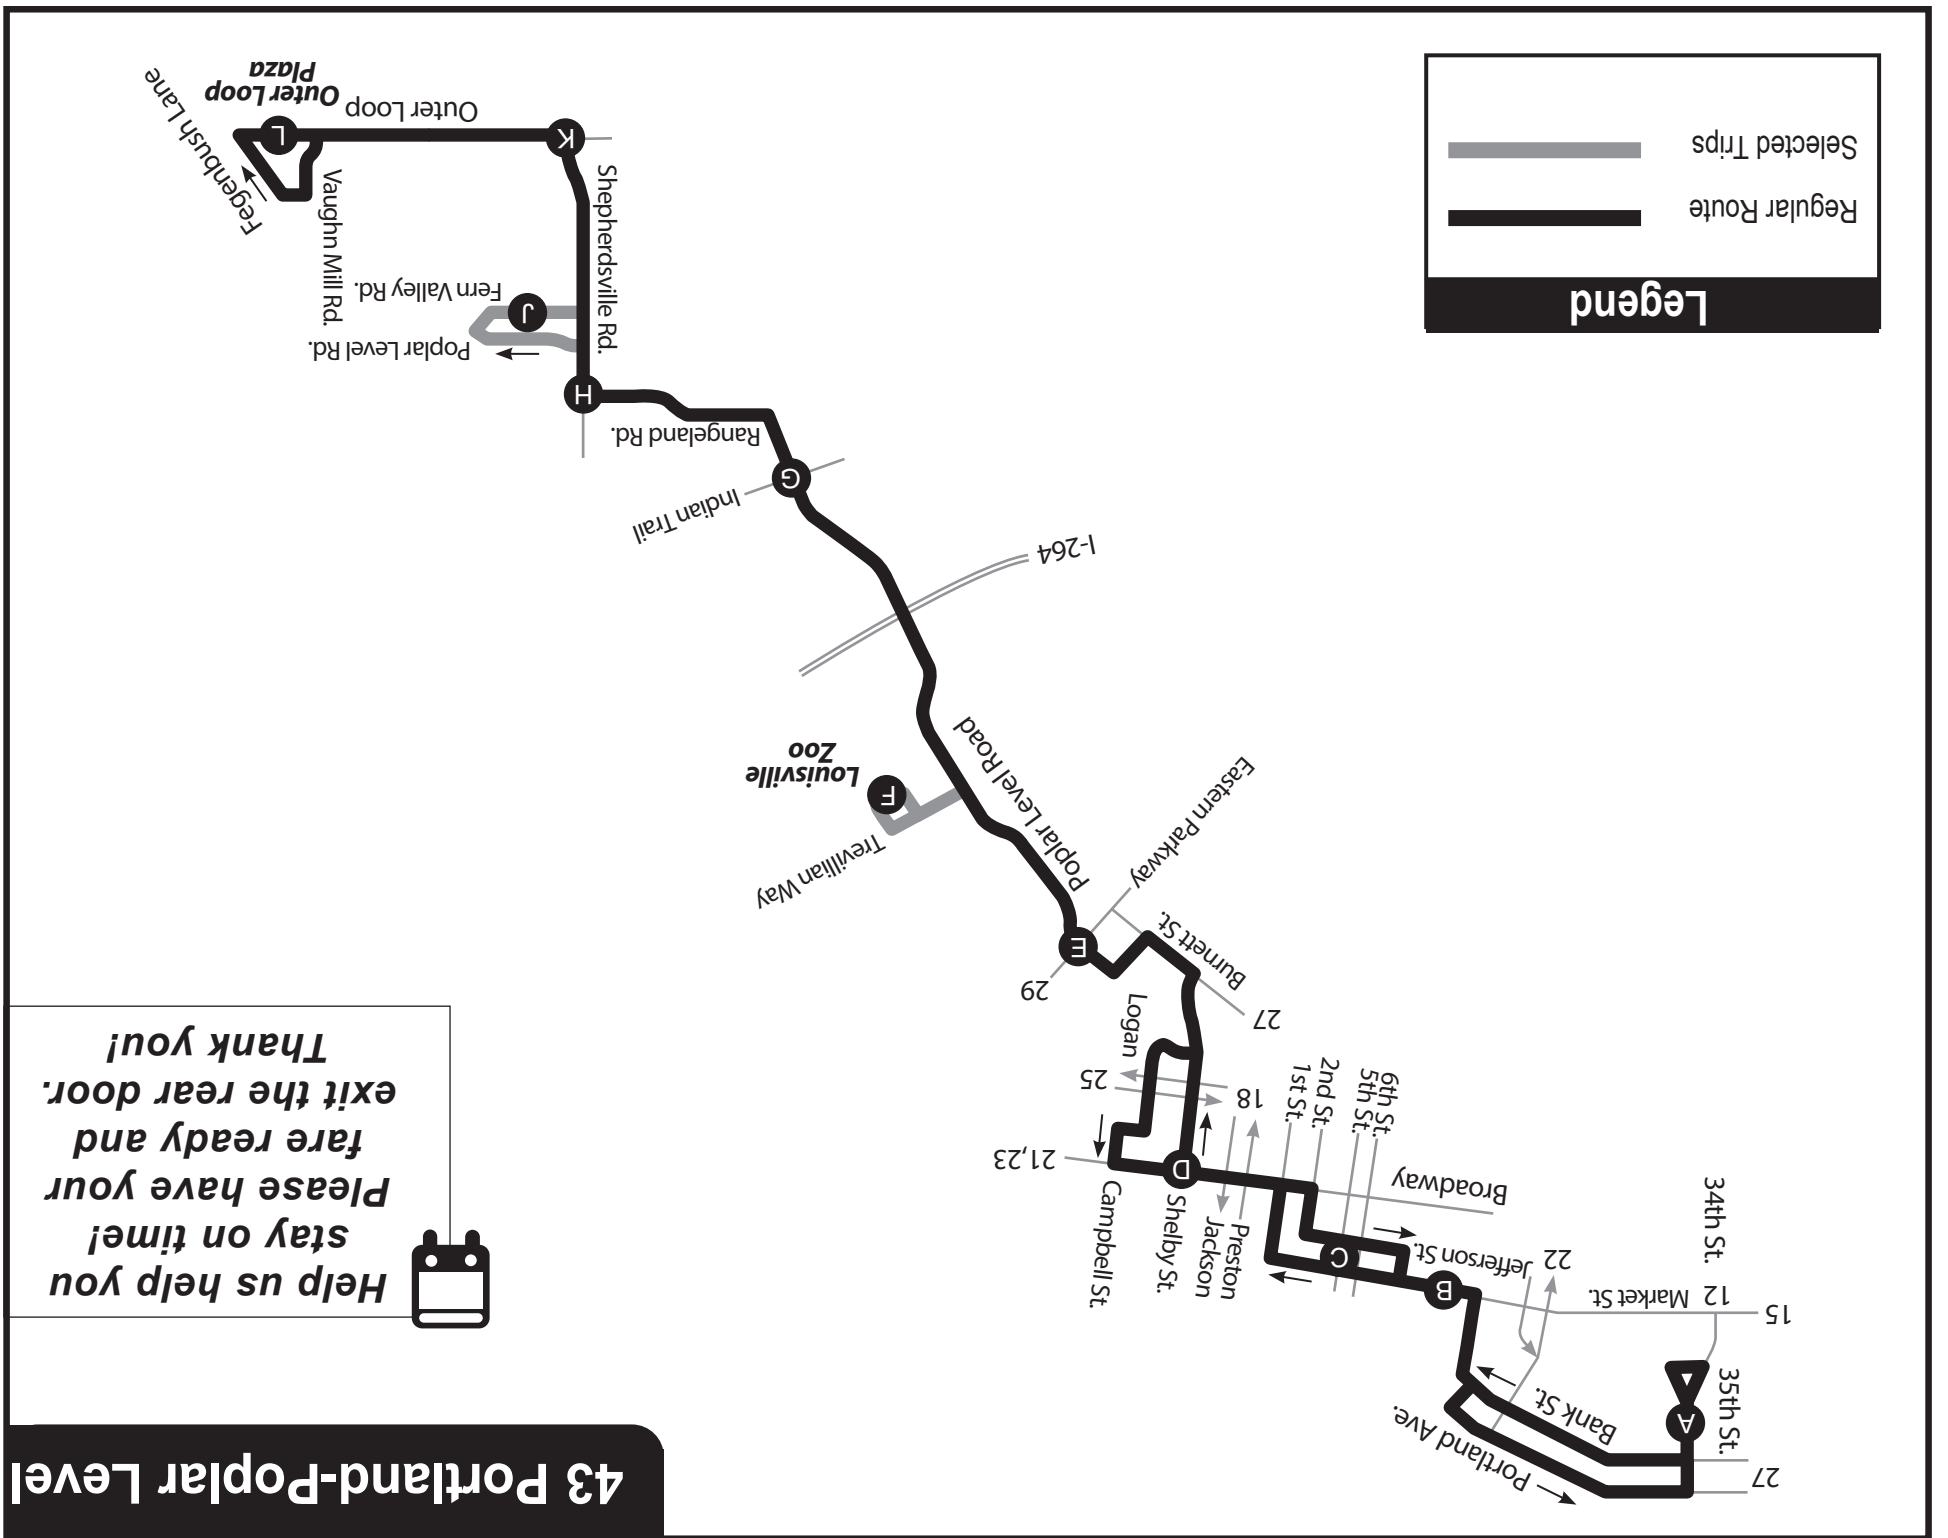 43 Portland-Poplar Level
Help us help you
stay on time!
Please have your
fare ready and
exit the rear door.
Thank you!
27
35th St.
A
Portland Ave.
Bank St.
15
12
Market St.
34th St.
22
Jefferson St.
B
C
Broadway
6th St.
5th St.
2nd St.
1st St.
Preston
Jackson
18
Shelby St.
D
Campbell St.
21,23
25
Logan
27
Burnett St.
29
E
Eastern Parkway
Poplar Level Road
Trevillian Way
F
Louisville
Zoo
I-264
Indian Trail
G
Rangeland Rd.
H
Poplar Level Rd.
J
Fern Valley Rd.
Shepherdsville Rd.
K
Outer Loop
Vaughn Mill Rd.
L
Outer Loop
Plaza
Fegenbush Lane
Legend
Regular Route
Selected Trips